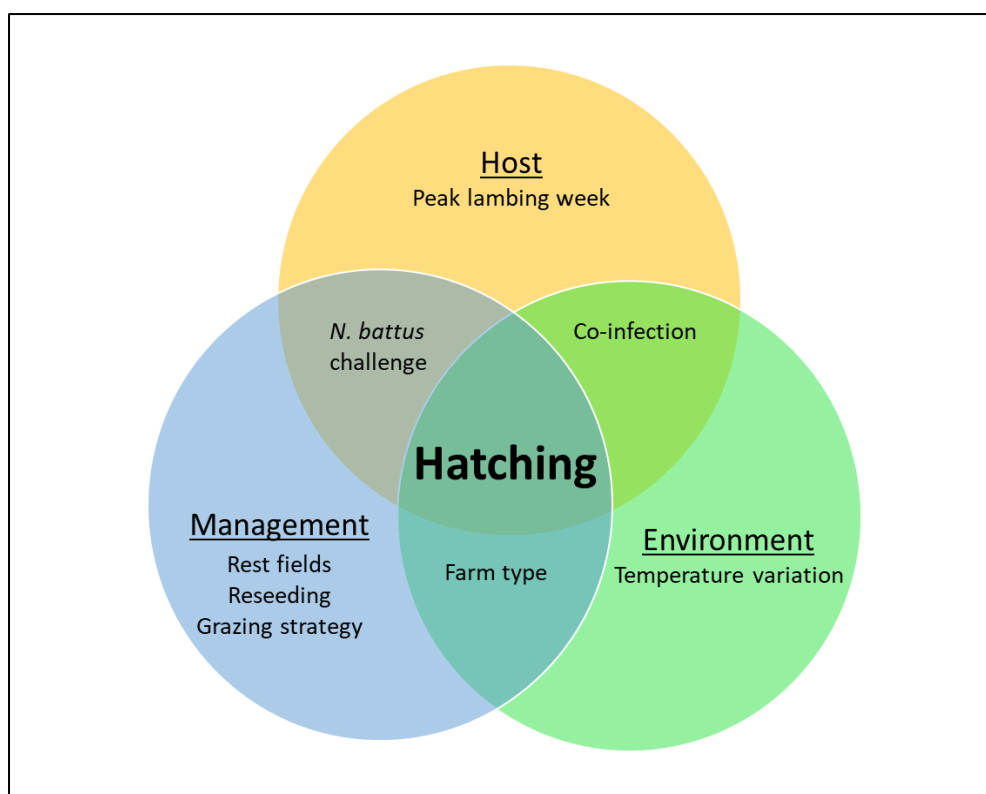 Host
Peak lambing week
N. battus
challenge
Co-infection
Hatching
Management
Rest fields
Reseeding
Grazing strategy
Farm type
Environment
Temperature variation